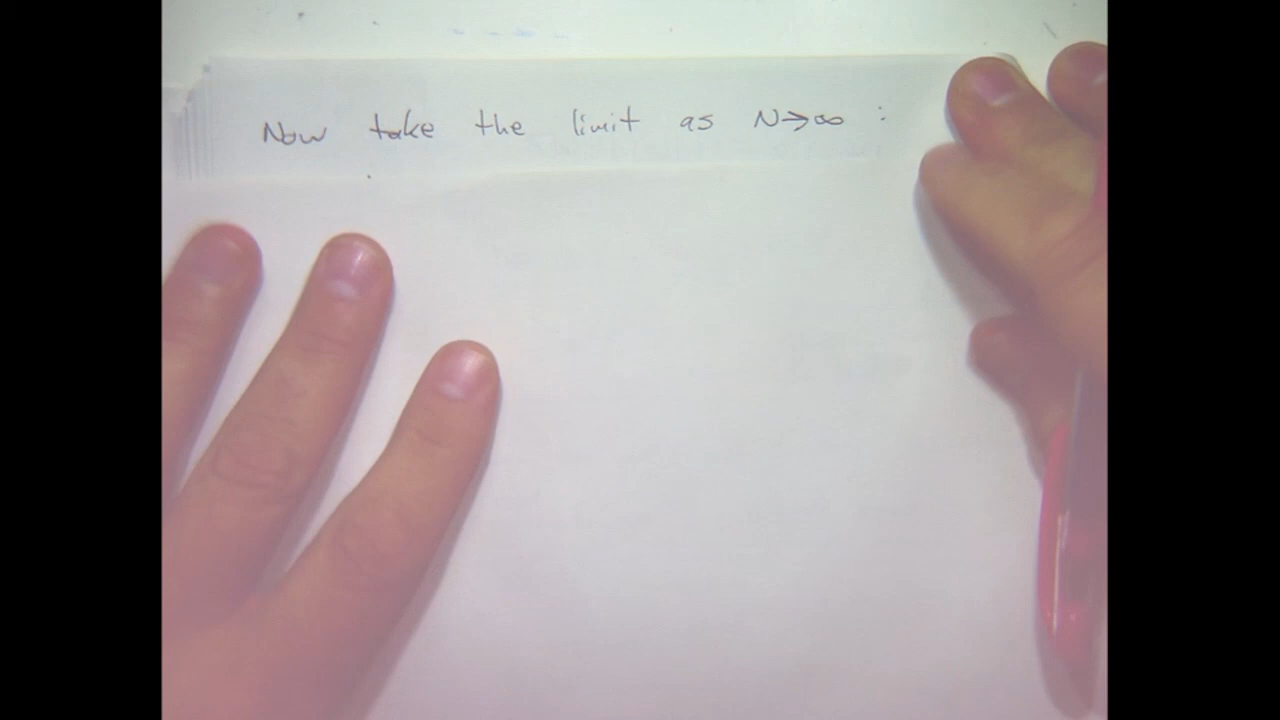 Now take the limit as N→∞ :